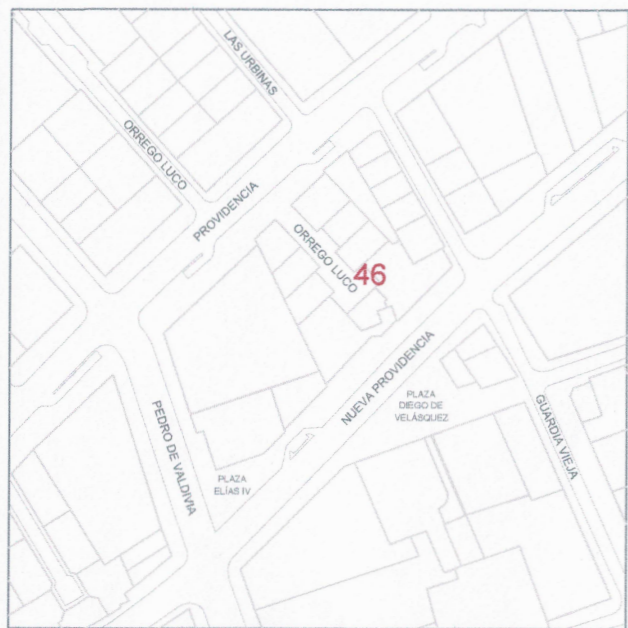 LAS URBINAS
ORREGO LUCO
PROVIDENCIA
ORREGO LUCO
46
NUEVA PROVIDENCIA
PLAZA
DIEGO DE
VELÁSQUEZ
GUARDIA VIEJA
PEDRO DE VALDIVIA
PLAZA
ELÍAS IV